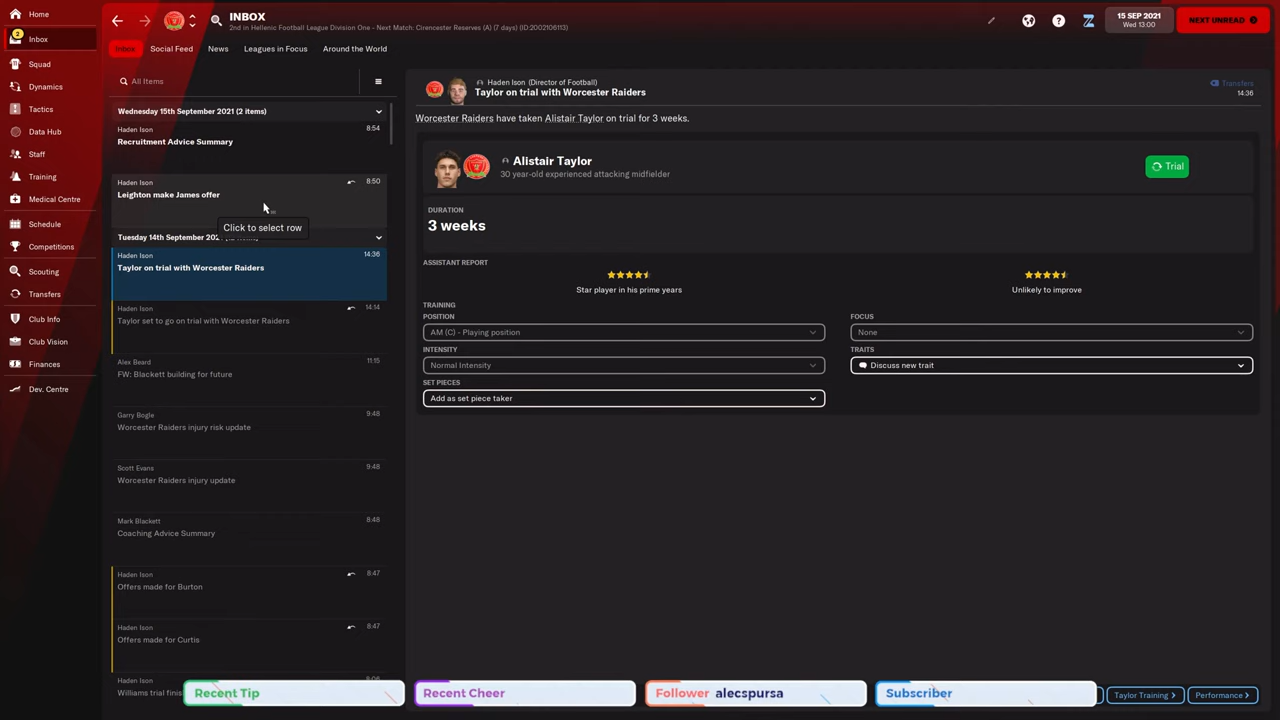 Home
2
Inbox
Squad
Dynamics
Tactics
Data Hub
Staff
Training
Medical Centre
Schedule
Competitions
Scouting
Transfers
Club Info
Club Vision
Finances
Dev. Centre
INBOX
2nd in Hellenic Football League Division One - Next Match: Cirencester Reserves (A) (7 days) (ID:2002106113)
15 SEP 2021
Wed 13:00
NEXT UNREAD
Inbox
Social Feed
News
Leagues in Focus
Around the World
All Items
Wednesday 15th September 2021 (2 items)
Haden Ison 8:54
Recruitment Advice Summary
Haden Ison 8:50
Leighton make James offer
Click to select row
Tuesday 14th September 202
Haden Ison 14:36
Taylor on trial with Worcester Raiders
Haden Ison 14:14
Taylor set to go on trial with Worcester Raiders
Alex Beard 11:15
FW: Blackett building for future
Garry Bogle 9:48
Worcester Raiders injury risk update
Scott Evans 9:48
Worcester Raiders injury update
Mark Blackett 8:48
Coaching Advice Summary
Haden Ison 8:47
Offers made for Burton
Haden Ison 8:47
Offers made for Curtis
Haden Ison
Williams trial finis
Haden Ison (Director of Football)
Taylor on trial with Worcester Raiders
Transfers
14:36
Worcester Raiders have taken Alistair Taylor on trial for 3 weeks.
Alistair Taylor
30 year-old experienced attacking midfielder
Trial
DURATION
3 weeks
ASSISTANT REPORT
Star player in his prime years
Unlikely to improve
TRAINING
POSITION
AM (C) - Playing position
FOCUS
None
INTENSITY
Normal Intensity
TRAITS
Discuss new trait
SET PIECES
Add as set piece taker
Recent Tip
Recent Cheer
Follower alecspursa
Subscriber
Taylor Training >
Performance >